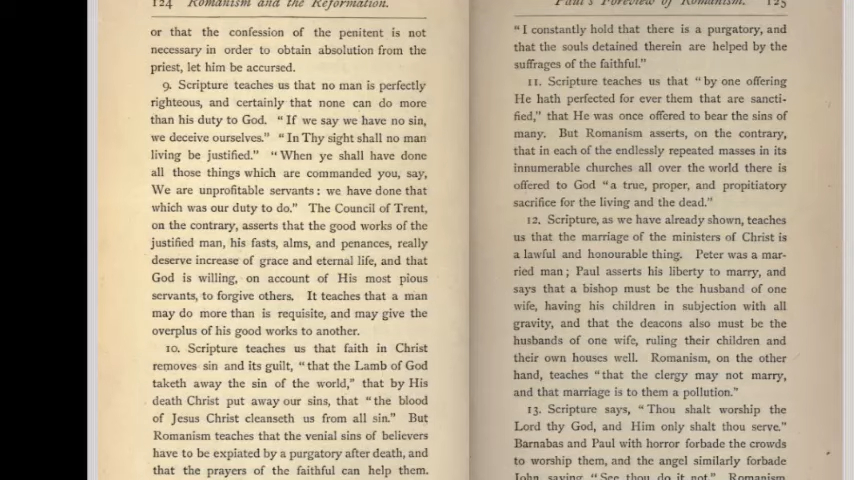 124 Romanism and the Reformation.
or that the confession of the penitent is not
necessary in order to obtain absolution from the
priest, let him be accursed.
9. Scripture teaches us that no man is perfectly
righteous, and certainly that none can do more
than his duty to God. “If we say we have no sin,
we deceive ourselves.” “In Thy sight shall no man
living be justified.” “When ye shall have done
all those things which are commanded you, say,
We are unprofitable servants: we have done that
which was our duty to do.” The Council of Trent,
on the contrary, asserts that the good works of the
justified man, his fasts, alms, and penances, really
deserve increase of grace and eternal life, and that
God is willing, on account of His most pious
servants, to forgive others. It teaches that a man
may do more than is requisite, and may give the
overplus of his good works to another.
10. Scripture teaches us that faith in Christ
removes sin and its guilt, “that the Lamb of God
taketh away the sin of the world,” that by His
death Christ put away our sins, that “the blood
of Jesus Christ cleanseth us from all sin.” But
Romanism teaches that the venial sins of believers
have to be expiated by a purgatory after death, and
that the prayers of the faithful can help them.
Paul's Foreview of Romanism. 125
“I constantly hold that there is a purgatory, and
that the souls detained therein are helped by the
suffrages of the faithful.”
11. Scripture teaches us that “by one offering
He hath perfected for ever them that are sancti-
fied,” that He was once offered to bear the sins of
many. But Romanism asserts, on the contrary,
that in each of the endlessly repeated masses in its
innumerable churches all over the world there is
offered to God “a true, proper, and propitiatory
sacrifice for the living and the dead.”
12. Scripture, as we have already shown, teaches
us that the marriage of the ministers of Christ is
a lawful and honourable thing. Peter was a mar-
ried man; Paul asserts his liberty to marry, and
says that a bishop must be the husband of one
wife, having his children in subjection with all
gravity, and that the deacons also must be the
husbands of one wife, ruling their children and
their own houses well. Romanism, on the other
hand, teaches “that the clergy may not marry,
and that marriage is to them a pollution.”
13. Scripture says, “Thou shalt worship the
Lord thy God, and Him only shalt thou serve.”
Barnabas and Paul with horror forbade the crowds
to worship them, and the angel similarly forbade
John, saying, “See thou do it not.” Romanism